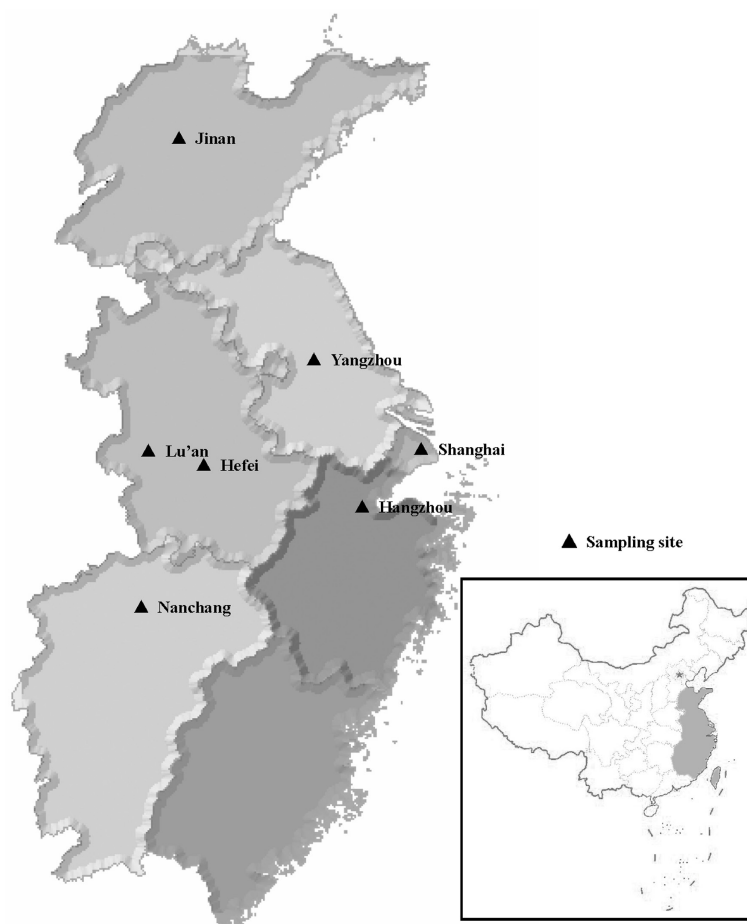 Jinan
Yangzhou
Lu'an
Hefei
Shanghai
Hangzhou
Sampling site
Nanchang